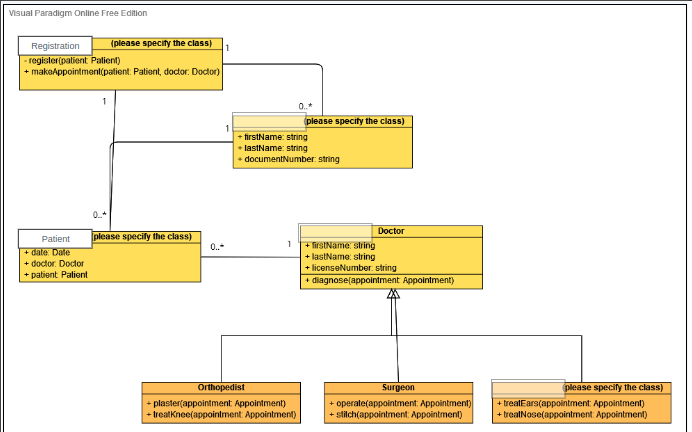 Visual Paradigm Online Free Edition
Registration (please specify the class)
- register(patient: Patient)
+ makeAppointment(patient: Patient, doctor: Doctor)
1
1
0..*
(please specify the class)
1
+ firstName: string
+ lastName: string
+ documentNumber: string
0..*
Patient please specify the class)
+ date: Date
+ doctor: Doctor
+ patient: Patient
0..*
1
Doctor
+ firstName: string
+ lastName: string
+ licenseNumber: string
+ diagnose(appointment: Appointment)
Orthopedist
+ plaster(appointment: Appointment)
+ treatKnee(appointment: Appointment)
Surgeon
+ operate(appointment: Appointment)
+ stitch(appointment: Appointment)
(please specify the class)
+ treatEars(appointment: Appointment)
+ treatNose(appointment: Appointment)